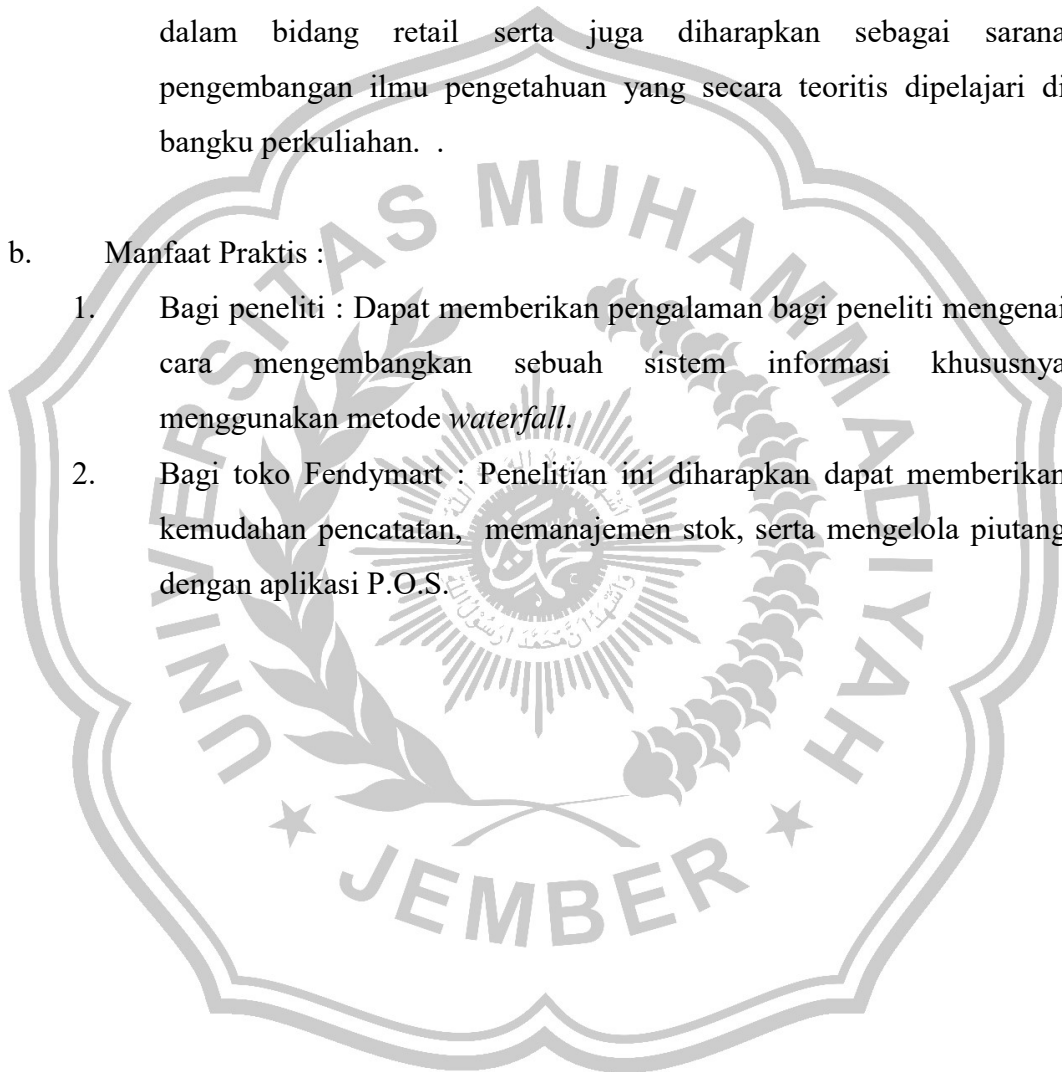 dalam bidang retail serta juga diharapkan sebagai sarana
pengembangan ilmu pengetahuan yang secara teoritis dipelajari di
bangku perkuliahan. .
b. Manfaat Praktis :
1. Bagi peneliti : Dapat memberikan pengalaman bagi peneliti mengenai
cara mengembangkan sebuah sistem informasi khususnya
menggunakan metode waterfall.
2. Bagi toko Fendymart : Penelitian ini diharapkan dapat memberikan
kemudahan pencatatan, memanajemen stok, serta mengelola piutang
dengan aplikasi P.O.S.
UNIVERSITAS MUHAMMADIYAH
JEMBER